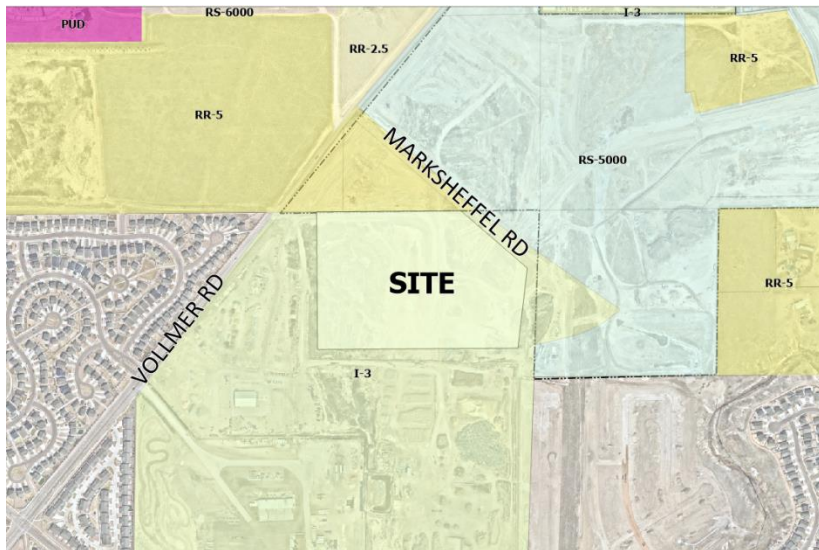 RS-6000
I-3
PUD
RR-2.5
RR-5
RR-5
MARKSHEFFEL RD
RS-5000
SITE
RR-5
VOLLMER RD
I-3